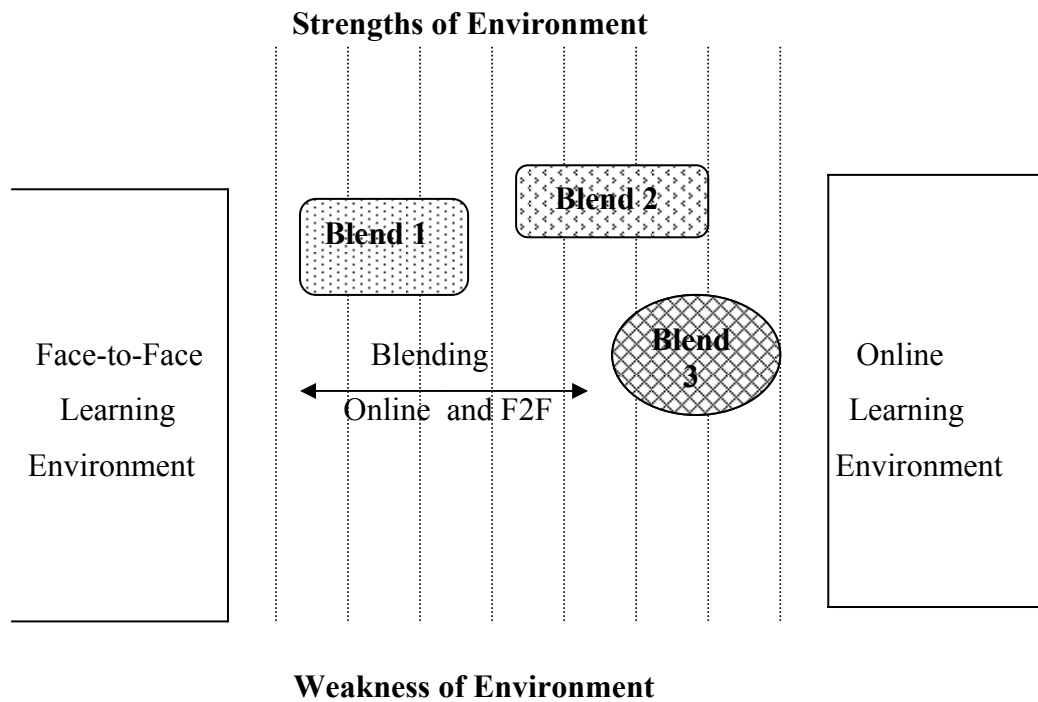 Strengths of Environment
Blend 1
Blend 2
Blend
3
Face-to-Face
Learning
Environment
Blending
Online and F2F
Online
Learning
Environment
Weakness of Environment